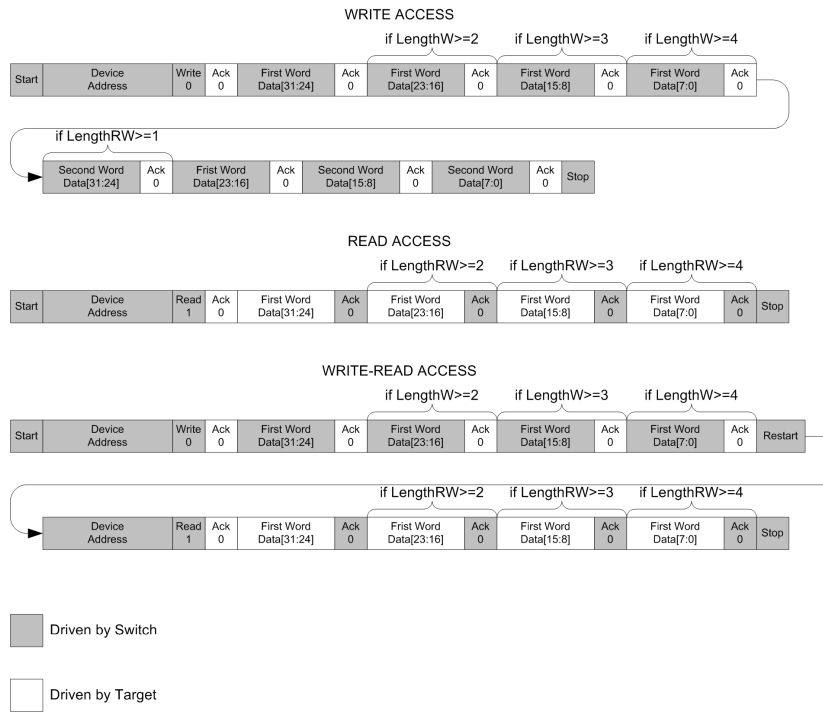 WRITE ACCESS
if LengthW>=2 if LengthW>=3 if LengthW>=4
Start Device Write Ack First Word Ack First Word Ack First Word Ack First Word Ack
Address 0 0 Data[31:24] 0 Data[23:16] 0 Data[15:8] 0 Data[7:0] 0
if LengthRW>=1
Second Word Ack Frist Word Ack Second Word Ack Second Word Ack Stop
Data[31:24] 0 Data[23:16] 0 Data[15:8] 0 Data[7:0] 0
READ ACCESS
if LengthRW>=2 if LengthRW>=3 if LengthRW>=4
Start Device Read Ack First Word Ack Frist Word Ack First Word Ack First Word Ack Stop
Address 1 0 Data[31:24] 0 Data[23:16] 0 Data[15:8] 0 Data[7:0] 0
WRITE-READ ACCESS
if LengthW>=2 if LengthW>=3 if LengthW>=4
Start Device Write Ack First Word Ack First Word Ack First Word Ack First Word Ack Restart
Address 0 0 Data[31:24] 0 Data[23:16] 0 Data[15:8] 0 Data[7:0] 0
if LengthRW>=2 if LengthRW>=3 if LengthRW>=4
Device Read Ack First Word Ack Frist Word Ack First Word Ack First Word Ack Stop
Address 1 0 Data[31:24] 0 Data[23:16] 0 Data[15:8] 0 Data[7:0] 0
Driven by Switch
Driven by Target